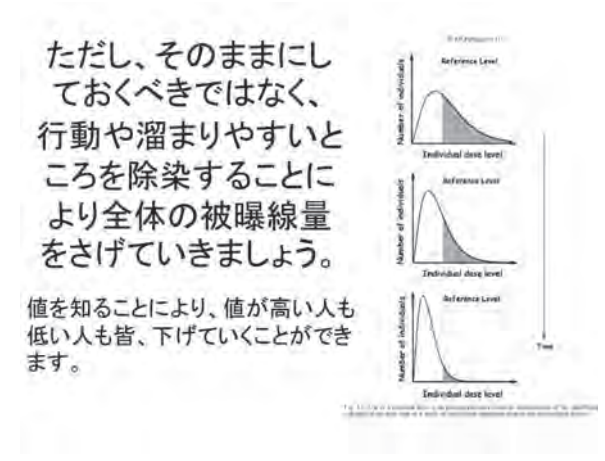 ただし、そのままにし
ておくべきではなく、
行動や溜まりやすいと
ころを除染することに
より全体の被曝線量
をさげていきましょう。
値を知ることにより、値が高い人も
低い人も皆、下げていくことができ
ます。
Reference Level
Number of individuals
Individual dose level
Reference Level
Number of individuals
Individual dose level
Reference Level
Number of individuals
Individual dose level
Time